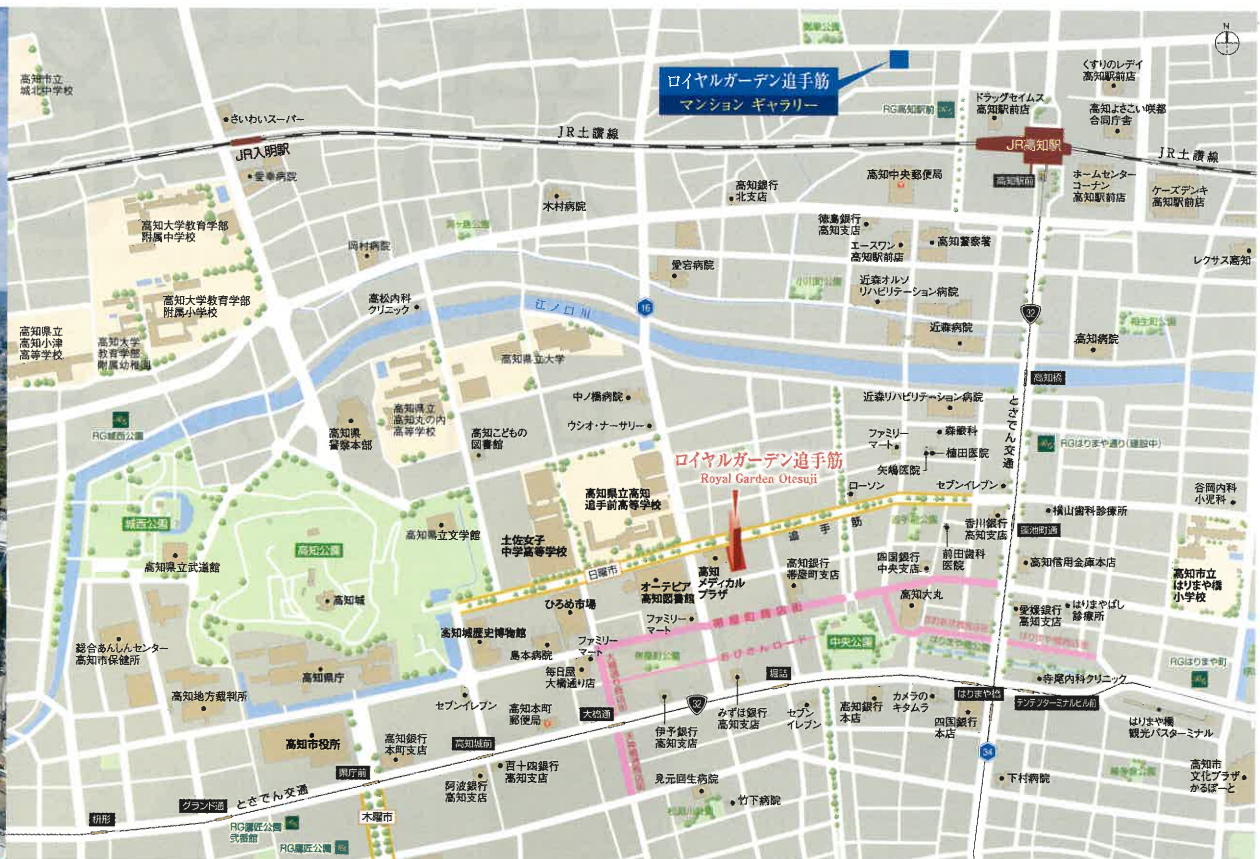 N
高知市立
城北中学校
ロイヤルガーデン追手筋
マンション ギャラリー
くすりのレデイ
高知駅前店
RG高知駅前
ドラッグセイムス
高知駅前店
高知よさこい咲都
合同庁舎
さいわいスーパー
JR入明駅
JR土讃線
JR高知駅
JR土讃線
愛幸病院
高知駅前
高知中央郵便局
ホームセンター
コーナン
高知駅前店
ケーズデンキ
高知駅前店
木村病院
高知銀行
北支店
高知大学教育学部
附属中学校
徳島銀行
高知支店
エースワン
高知駅前店
高知警察署
岡村病院
愛宕病院
レクサス高知
高知大学教育学部
附属小学校
高松内科
クリニック
江ノ口川
16
小川町公園
近森オルソ
リハビリテーション病院
32
相生町公園
高知県立
高知小津
高等学校
高知大学
教育学部
附属幼稚園
高知県立大学
近森病院
高知病院
高知橋
RG城西公園
高知県
警察本部
高知県立
高知丸の内
高等学校
高知こどもの
図書館
中ノ橋病院
ウシオ・ナーサリー
近森リハビリテーション病院
ファミリー
マート
森眼科
植田医院
矢嶋医院
とさでん交通
RGはりまや通り(建設中)
ロイヤルガーデン追手筋
Royal Garden Otesuji
ローソン
セブンイレブン
谷岡内科
小児科
高知県立高知
追手前高等学校
追手筋
香川銀行
高知支店
横山歯科診療所
蓮池町通
城西公園
高知公園
高知県立文学館
土佐女子
中学高等学校
高知県立武道館
日曜市
高知
メディカル
プラザ
高知銀行
帯屋町支店
四国銀行
中央支店
前田歯科
医院
高知信用金庫本店
高知市立
はりまや橋
小学校
高知城
オーテピア
高知図書館
ひろめ市場
高知大丸
愛媛銀行
高知支店
はりまやばし
診療所
高知城歴史博物館
ファミリー
マート
帯屋町商店街
中央公園
総合あんしんセンター
高知市保健所
島本病院
ファミリー
マート
帯屋町公園
おびさんロード
毎日屋
大橋通り店
高知県庁
堀詰
寺尾内科クリニック
RGはりまや町
高知地方裁判所
セブンイレブン
高知本町
郵便局
大橋通
伊予銀行
高知支店
32
みずほ銀行
高知支店
セブン
イレブン
高知銀行
本店
カメラの
キタムラ
はりまや橋
デンテツターミナルビル前
四国銀行
本店
はりまや橋
観光バスターミナル
高知市役所
高知銀行
本町支店
高知城前
34
県庁前
百十四銀行
高知支店
阿波銀行
高知支店
見元回生病院
竹下病院
下村病院
高知市
文化プラザ
かるぽーと
グランド通
とさでん交通
枡形
木曜市
RG鷹匠公園
弐番館
RG鷹匠公園